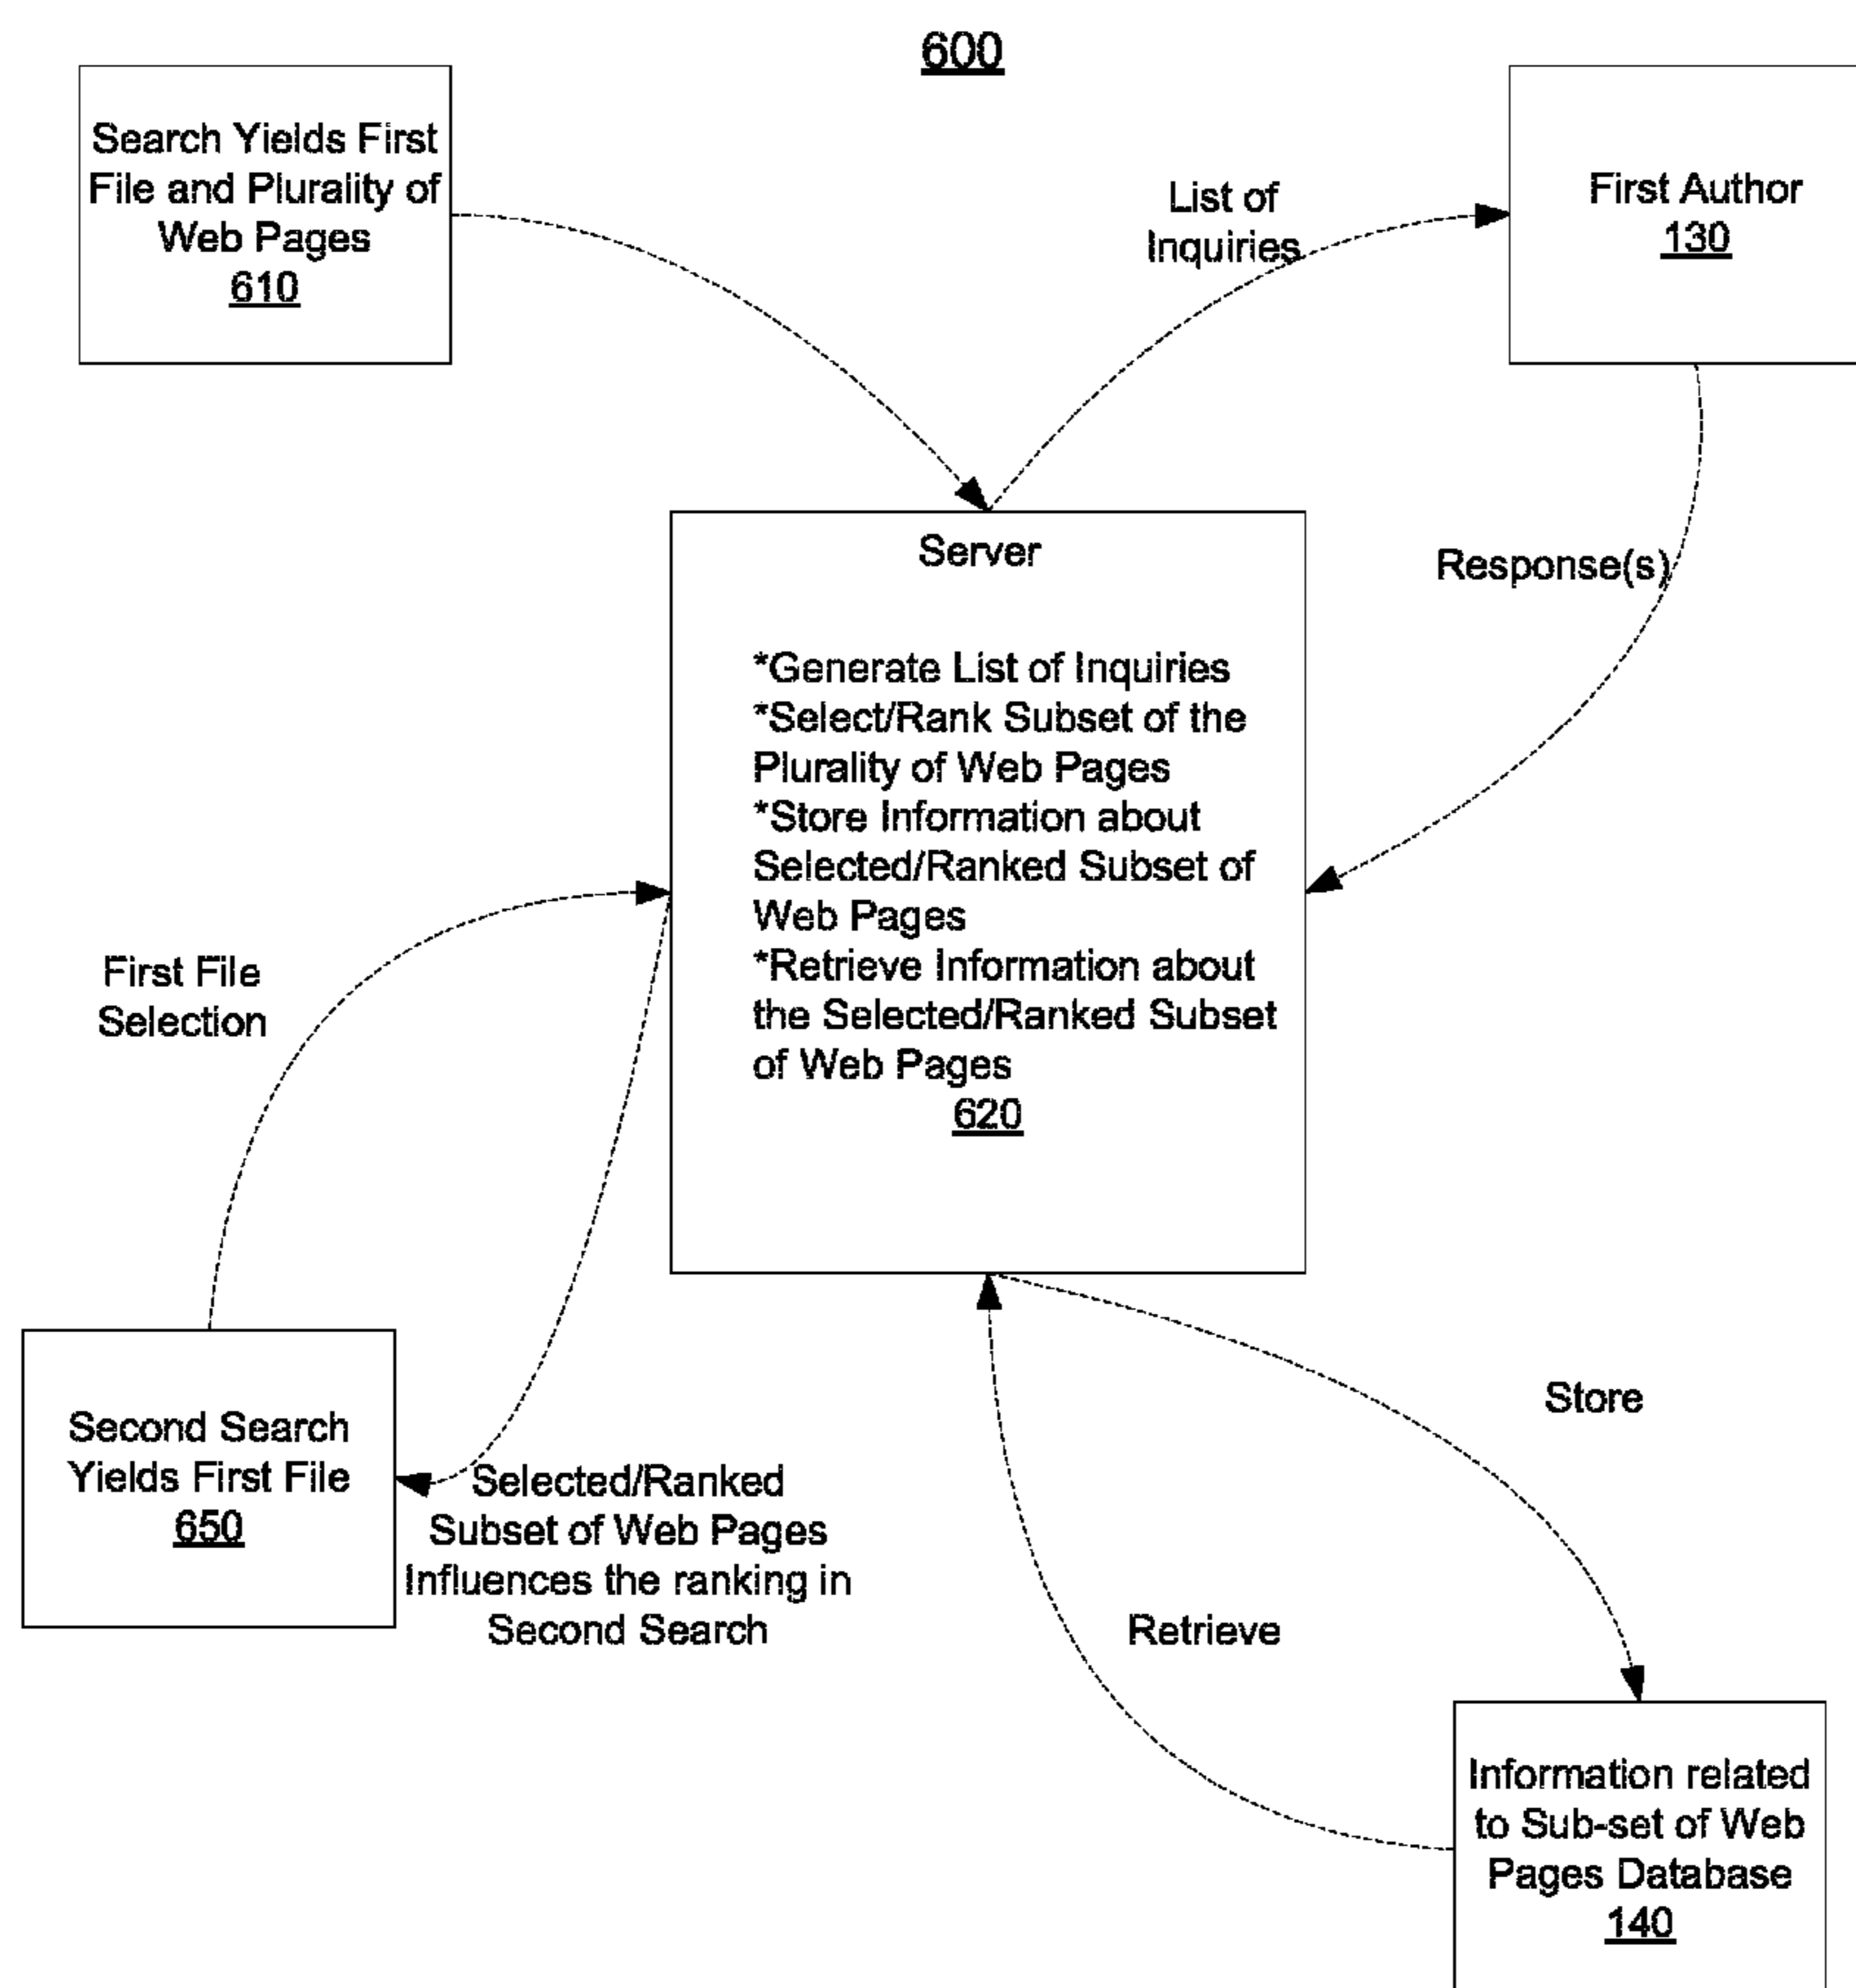 600
Search Yields First
File and Plurality of
Web Pages
610
List of
Inquiries
First Author
130
Server
*Generate List of Inquiries
*Select/Rank Subset of the
Plurality of Web Pages
*Store Information about
Selected/Ranked Subset of
Web Pages
*Retrieve Information about
the Selected/Ranked Subset
of Web Pages
620
Response(s)
First File
Selection
Second Search
Yields First File
650
Selected/Ranked
Subset of Web Pages
Influences the ranking in
Second Search
Store
Retrieve
Information related
to Sub-set of Web
Pages Database
140